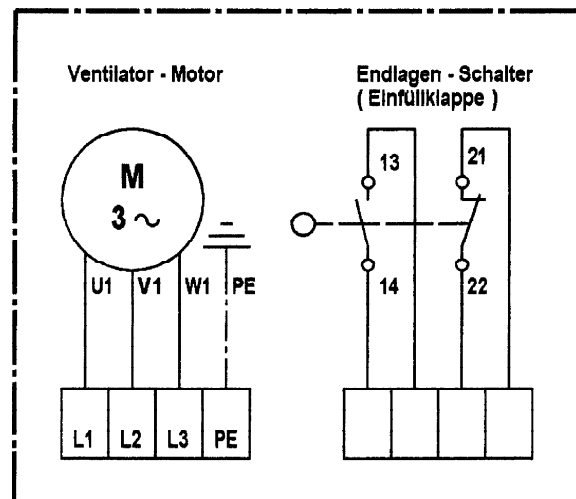 Ventilator - Motor
Endlagen - Schalter
( Einfüllklappe )
M
3 ~
13
21
U1
V1
W1
PE
14
22
L1
L2
L3
PE